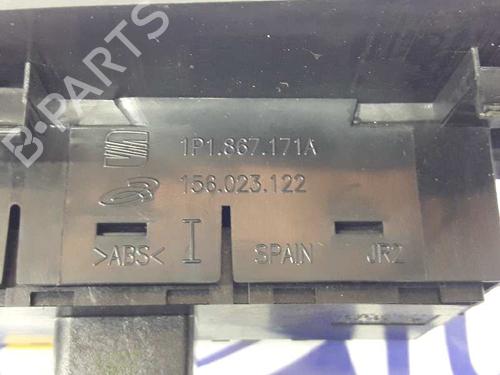 B-PARTS
1P1.867.171A
156.023.122
>ABS<
I
SPAIN
JR2